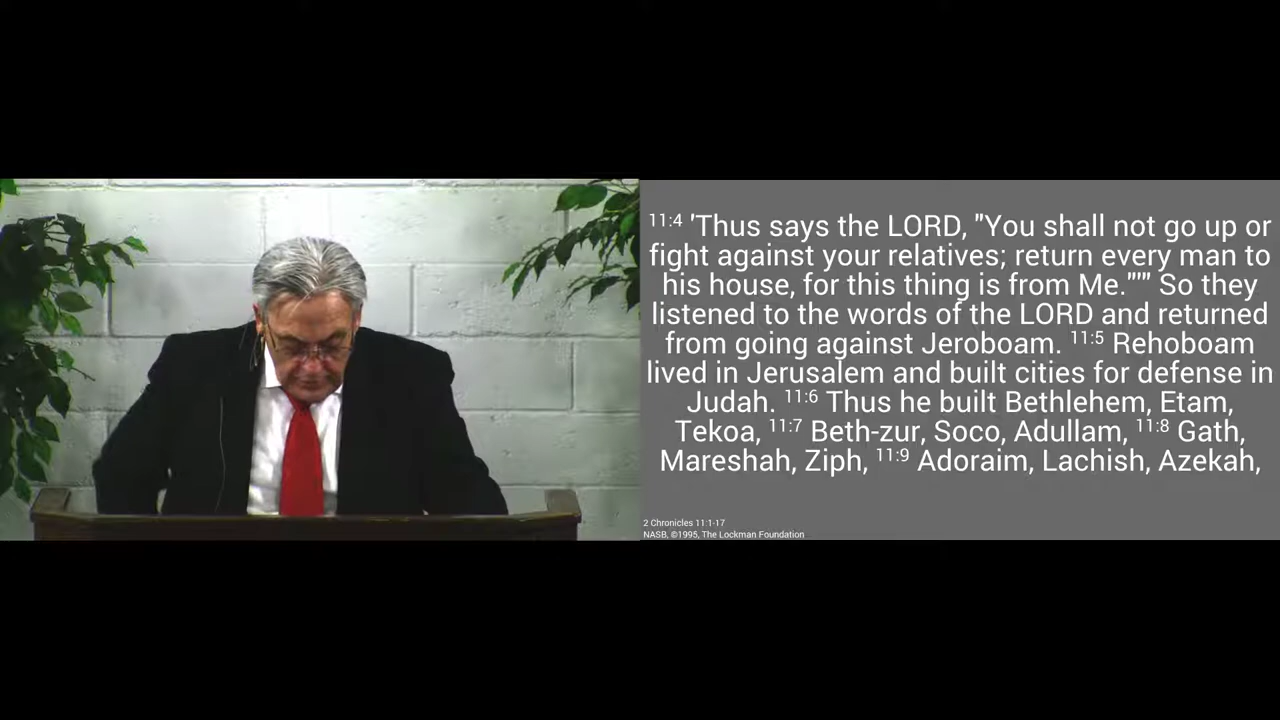 11:4 'Thus says the LORD, "You shall not go up or
fight against your relatives; return every man to
his house, for this thing is from Me."'" So they
listened to the words of the LORD and returned
from going against Jeroboam. 11:5 Rehoboam
lived in Jerusalem and built cities for defense in
Judah. 11:6 Thus he built Bethlehem, Etam,
Tekoa, 11:7 Beth-zur, Soco, Adullam, 11:8 Gath,
Mareshah, Ziph, 11:9 Adoraim, Lachish, Azekah,
2 Chronicles 11:1-17
NASB, ©1995, The Lockman Foundation